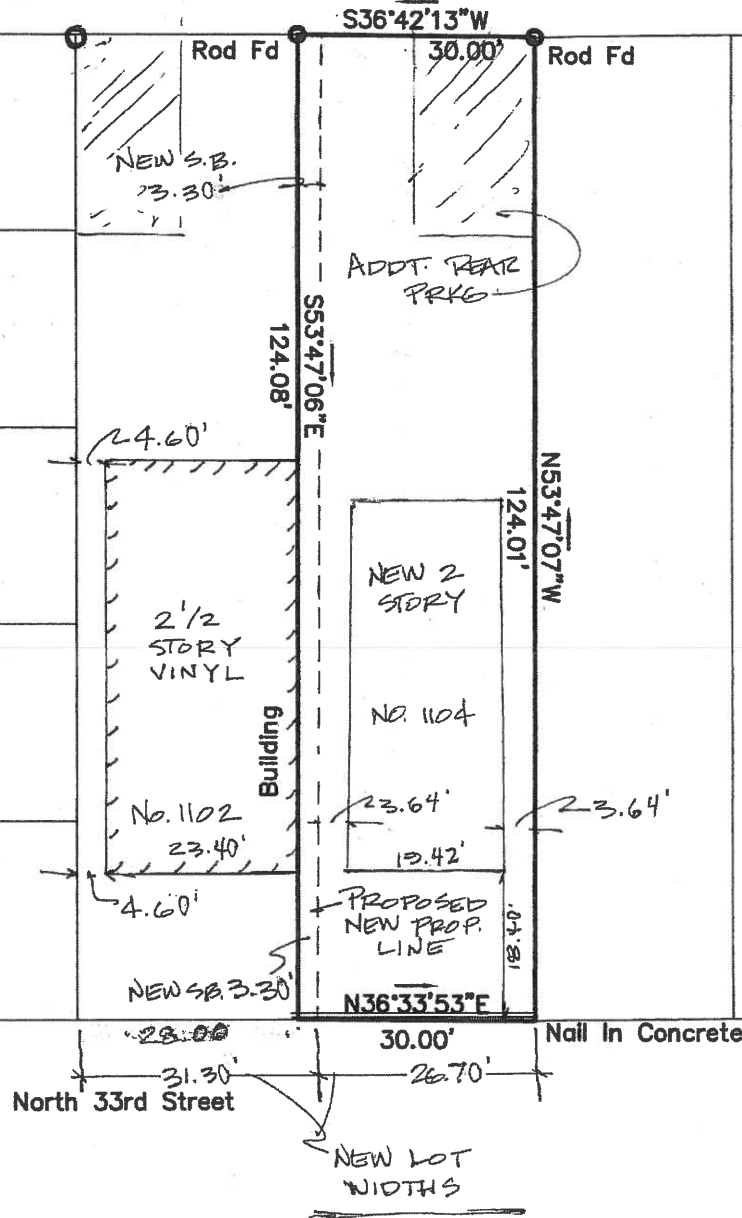 S36°42'13"W
Rod Fd
30.00'
Rod Fd
NEW S.B.
3.30'
ADDT. REAR
PRKG
S53°47'06"E
124.08'
4.60'
N53°47'07"W
124.01'
NEW 2
STORY
2 1/2
STORY
VINYL
Building
NO. 1104
No. 1102
23.40'
3.64'
3.64'
19.42'
4.60'
PROPOSED
NEW PROP.
LINE
18.40'
NEW SB. 3.30'
N36°33'53"E
28.00
30.00'
Nail In Concrete
31.30'
26.70'
North 33rd Street
NEW LOT
WIDTHS